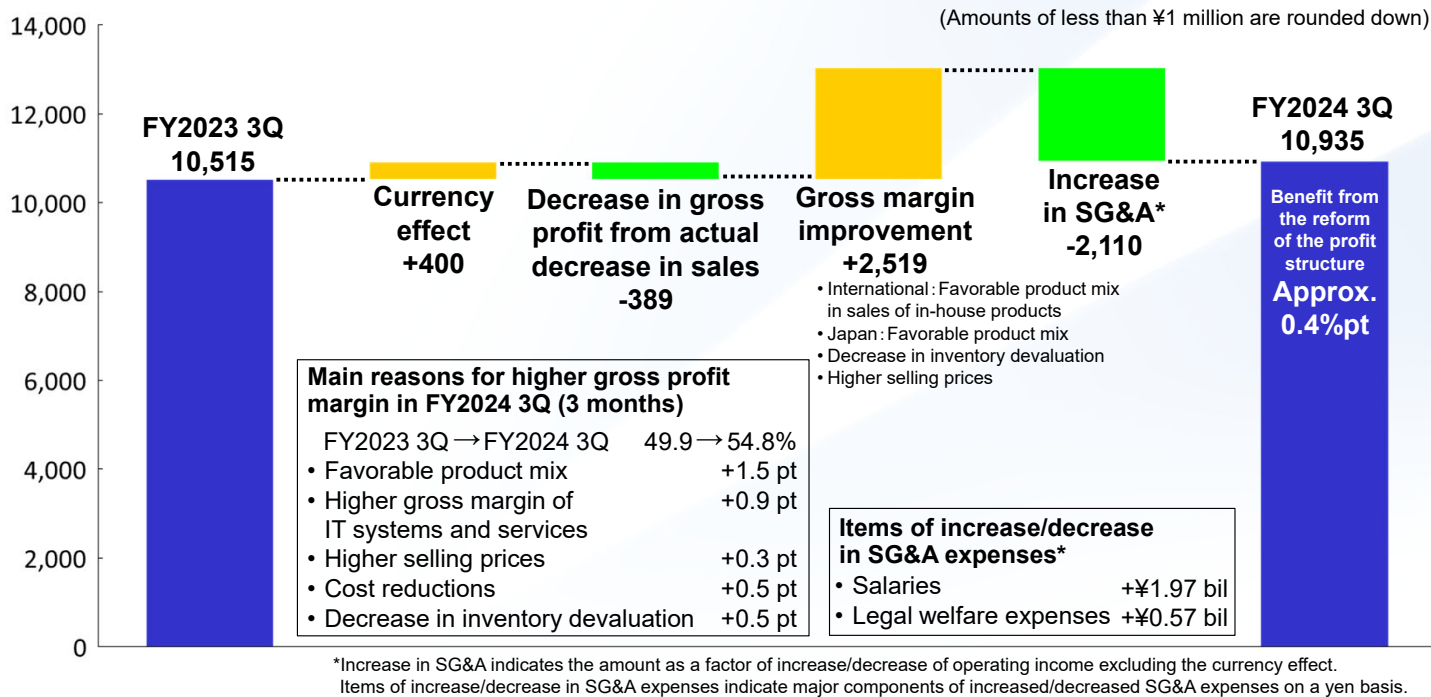 (Amounts of less than ¥1 million are rounded down)
14,000
12,000
10,000
8,000
6,000
4,000
2,000
0
FY2023 3Q
10,515
Currency
effect
+400
Decrease in gross
profit from actual
decrease in sales
-389
Gross margin
improvement
+2,519
• International：Favorable product mix
in sales of in-house products
• Japan：Favorable product mix
• Decrease in inventory devaluation
• Higher selling prices
Increase
in SG&A*
-2,110
FY2024 3Q
10,935
Benefit from
the reform
of the profit
structure
Approx.
0.4%pt
Main reasons for higher gross profit
margin in FY2024 3Q (3 months)
FY2023 3Q→FY2024 3Q 49.9→54.8%
• Favorable product mix +1.5 pt
• Higher gross margin of +0.9 pt
IT systems and services
• Higher selling prices +0.3 pt
• Cost reductions +0.5 pt
• Decrease in inventory devaluation +0.5 pt
Items of increase/decrease
in SG&A expenses*
• Salaries +¥1.97 bil
• Legal welfare expenses +¥0.57 bil
*Increase in SG&A indicates the amount as a factor of increase/decrease of operating income excluding the currency effect.
Items of increase/decrease in SG&A expenses indicate major components of increased/decreased SG&A expenses on a yen basis.